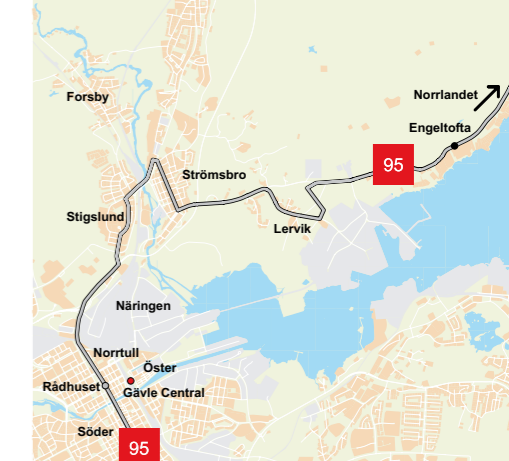 Forsby
Norrlandet
Engeltofta
95
Strömsbro
Stigslund
Lervik
Näringen
Norrtull
Öster
Rådhuset
Gävle Central
Söder
95